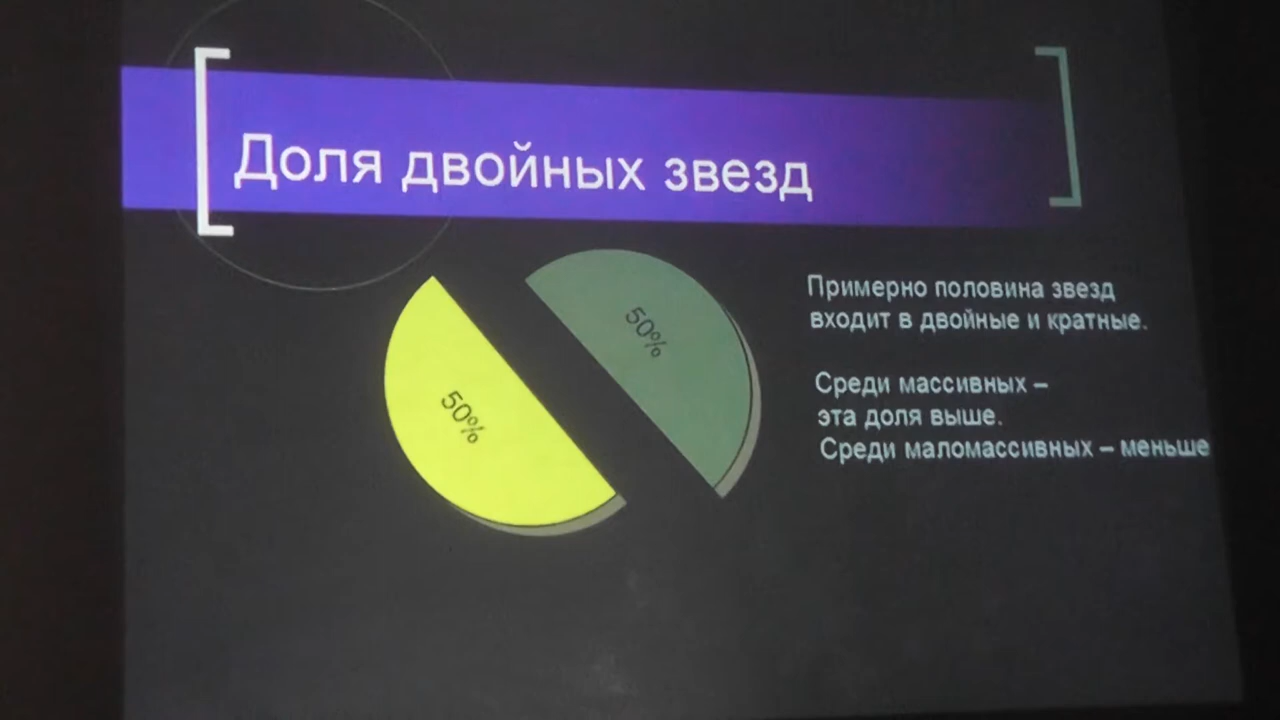 Доля двойных звезд
50%
50%
Примерно половина звезд
входит в двойные и кратные.
Среди массивных –
эта доля выше.
Среди маломассивных – меньше